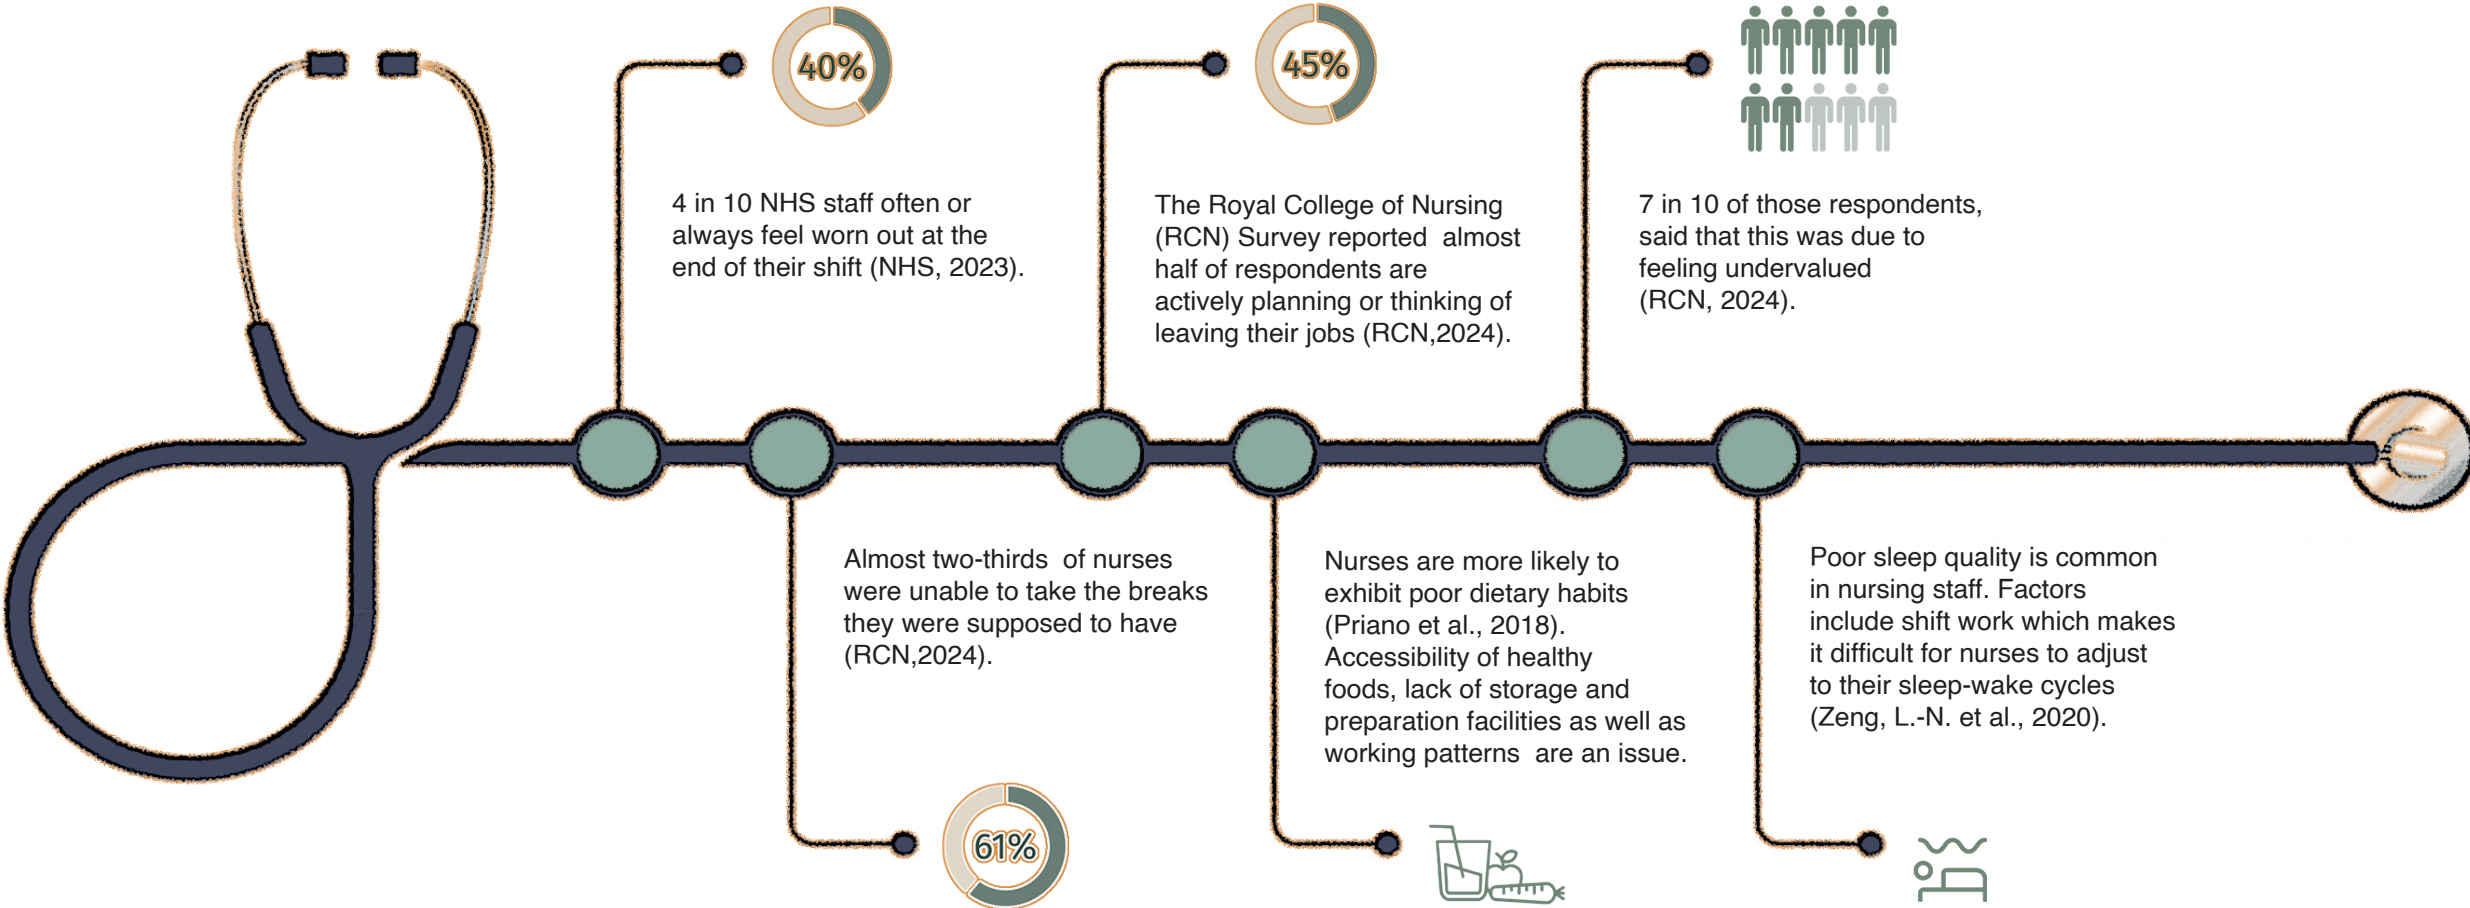 40%
4 in 10 NHS staff often or
always feel worn out at the
end of their shift (NHS, 2023).
45%
The Royal College of Nursing
(RCN) Survey reported  almost
half of respondents are
actively planning or thinking of
leaving their jobs (RCN,2024).
7 in 10 of those respondents,
said that this was due to
feeling undervalued
(RCN, 2024).
Almost two-thirds  of nurses
were unable to take the breaks
they were supposed to have
(RCN,2024).
61%
Nurses are more likely to
exhibit poor dietary habits
(Priano et al., 2018).
Accessibility of healthy
foods, lack of storage and
preparation facilities as well as
working patterns  are an issue.
Poor sleep quality is common
in nursing staff. Factors
include shift work which makes
it difficult for nurses to adjust
to their sleep-wake cycles
(Zeng, L.-N. et al., 2020).